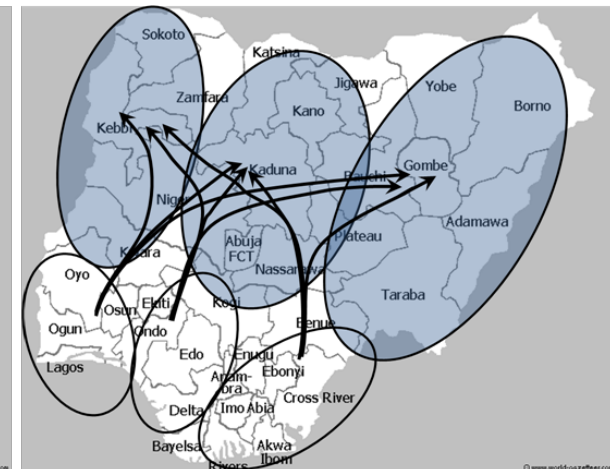 Sokoto
Katsina
Jigawa
Yobe
Zamfara
Kano
Borno
Kebbi
Kaduna
Gombe
Bauchi
Niger
Adamawa
Plateau
Abuja
FCT
Kwara
Nassarawa
Oyo
Taraba
Osun
Ekiti
Kogi
Benue
Ogun
Ondo
Edo
Enugu
Lagos
Anam-
bra
Ebonyi
Cross River
Delta
Imo
Abia
Bayelsa
Akwa
Ibom
Rivers